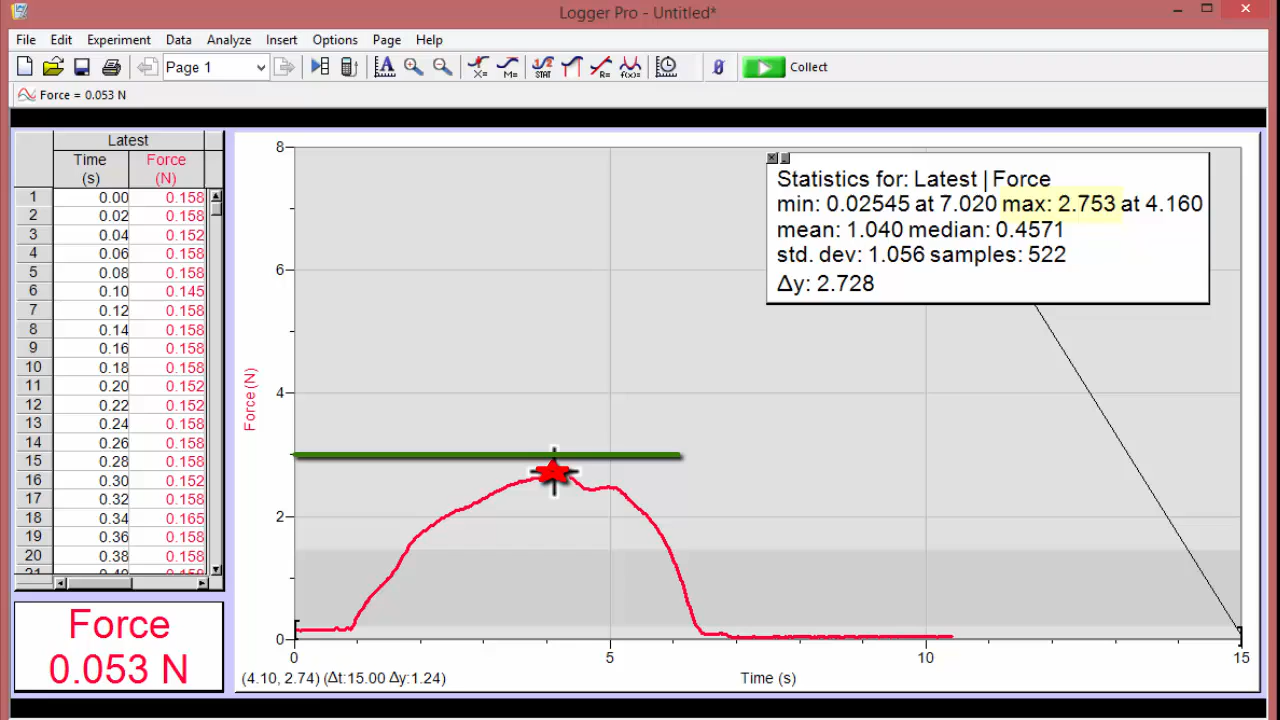 Logger Pro - Untitled*
File Edit Experiment Data Analyze Insert Options Page Help
Page 1 Collect
Force = 0.053 N
Latest
Time Force
(s) (N)
1 0.00 0.158
2 0.02 0.158
3 0.04 0.152
4 0.06 0.158
5 0.08 0.158
6 0.10 0.145
7 0.12 0.158
8 0.14 0.158
9 0.16 0.158
10 0.18 0.158
11 0.20 0.152
12 0.22 0.152
13 0.24 0.158
14 0.26 0.158
15 0.28 0.158
16 0.30 0.152
17 0.32 0.158
18 0.34 0.165
19 0.36 0.158
20 0.38 0.158
Force
0.053 N
Statistics for: Latest | Force
min: 0.02545 at 7.020 max: 2.753 at 4.160
mean: 1.040 median: 0.4571
std. dev: 1.056 samples: 522
Δy: 2.728
8
6
4
2
0
Force (N)
0 5 10 15
(4.10, 2.74) (Δt:15.00 Δy:1.24)
Time (s)